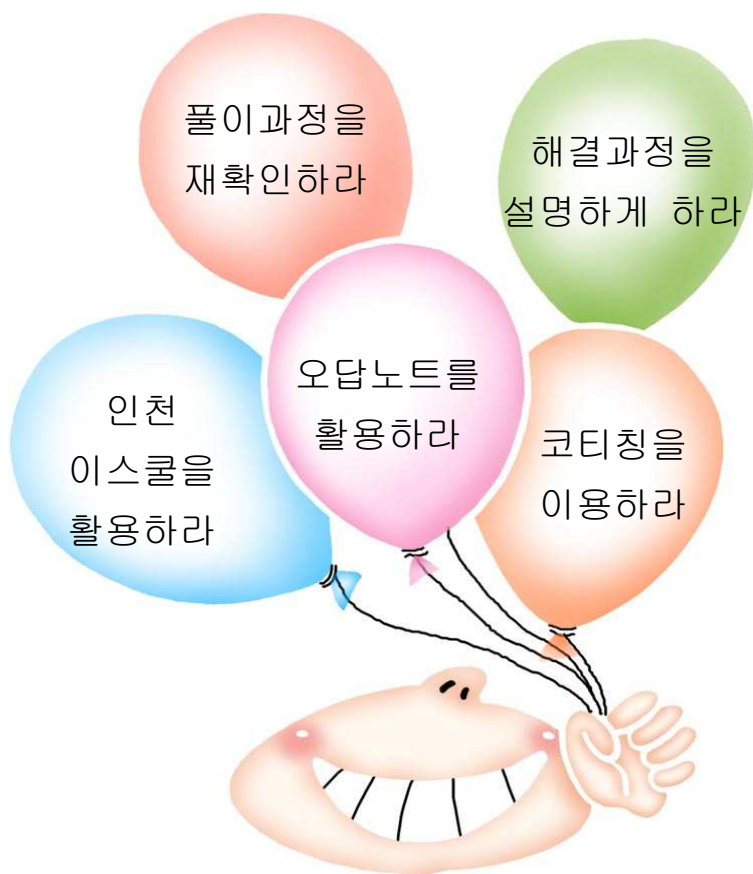 풀이과정을
재확인하라
해결과정을
설명하게 하라
오답노트를
활용하라
인천
이스쿨을
활용하라
코티칭을
이용하라